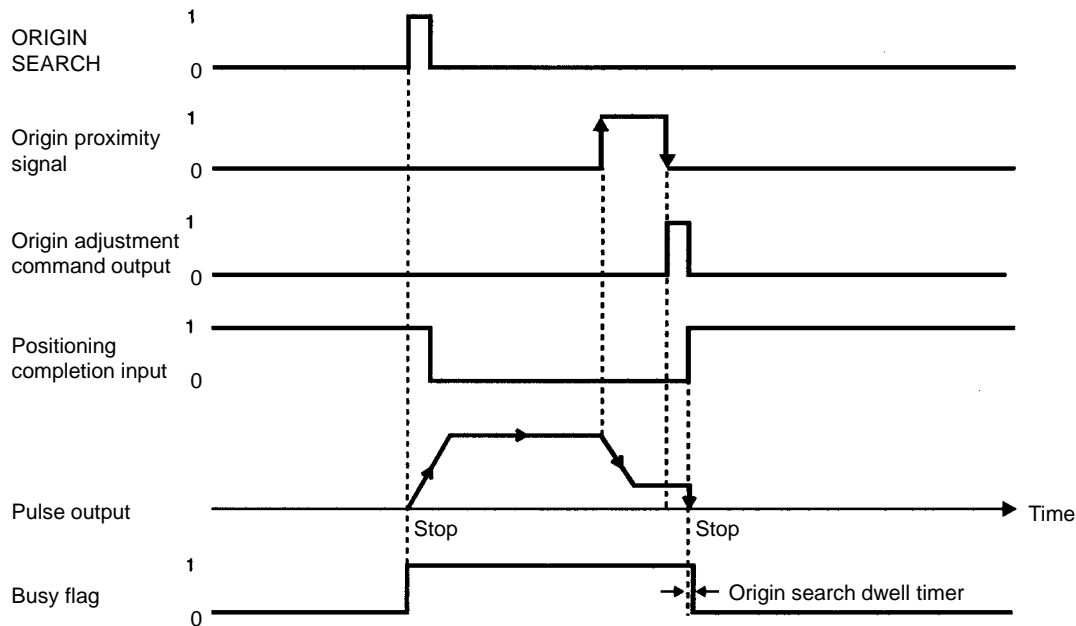 1
ORIGIN
SEARCH
0
1
Origin proximity
signal
0
1
Origin adjustment
command output
0
1
Positioning
completion input
0
Pulse output
Stop
Stop
Time
1
Busy flag
Origin search dwell timer
0